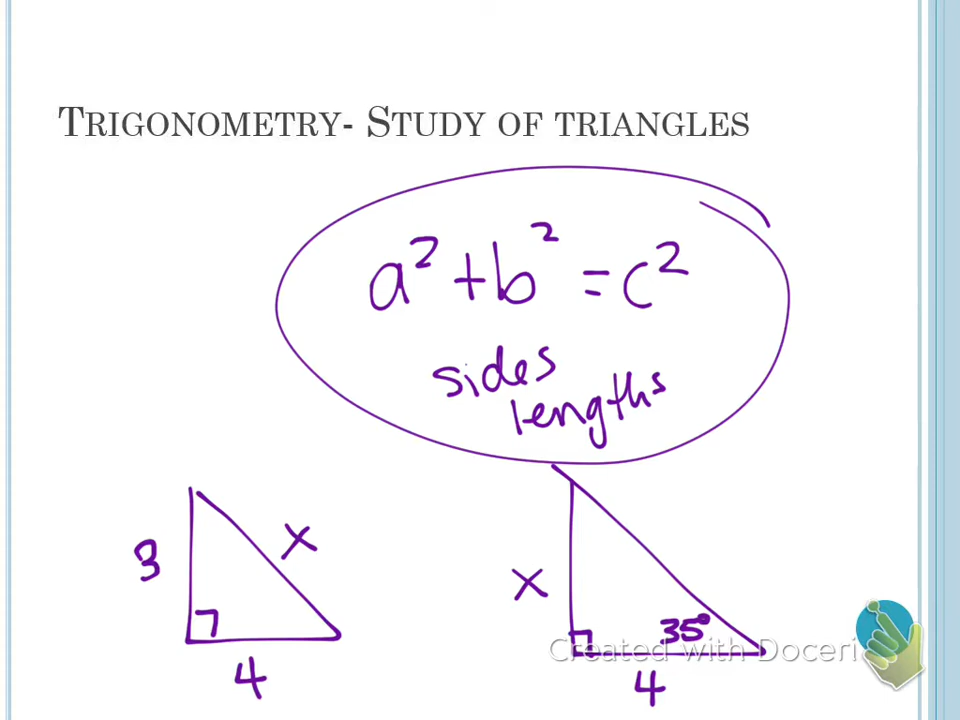 TRIGONOMETRY- STUDY OF TRIANGLES
a² + b² = c²
sides
lengths
3
x
4
x
35°
4
Created with Doceri